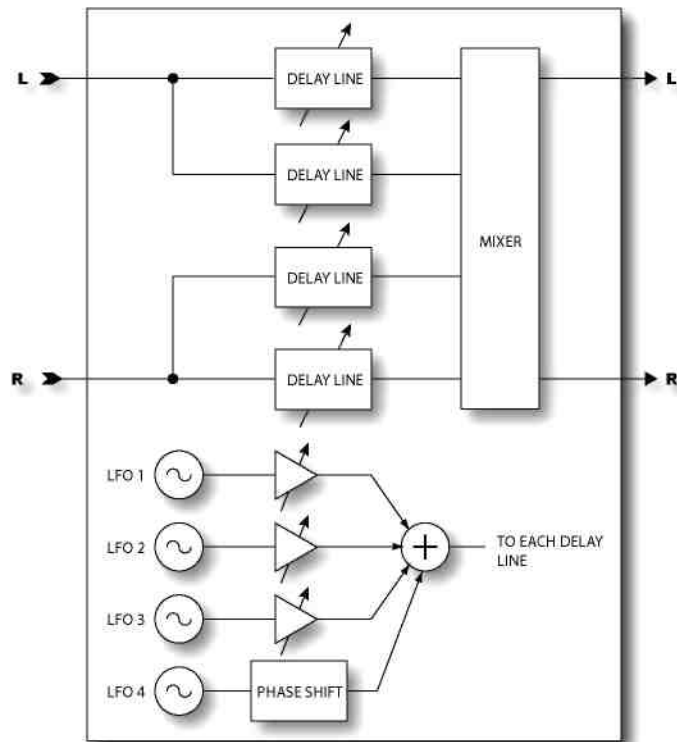 L
DELAY LINE
L
DELAY LINE
MIXER
DELAY LINE
R
DELAY LINE
R
LFO 1
LFO 2
+
TO EACH DELAY
LINE
LFO 3
LFO 4
PHASE SHIFT